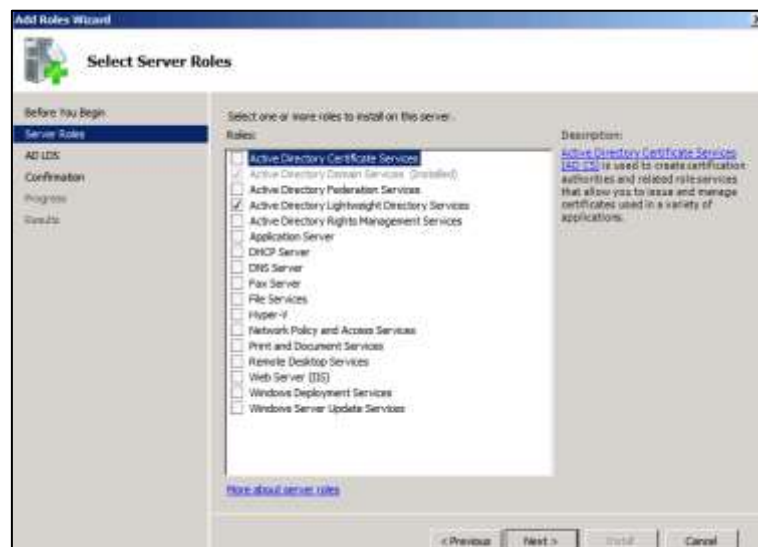 Add Roles Wizard
Select Server Roles
Before You Begin
Server Roles
AD LDS
Confirmation
Progress
Results
Select one or more roles to install on this server.
Roles:
Active Directory Certificate Services
Active Directory Domain Services (Installed)
Active Directory Federation Services
Active Directory Lightweight Directory Services
Active Directory Rights Management Services
Application Server
DHCP Server
DNS Server
Fax Server
File Services
Hyper-V
Network Policy and Access Services
Print and Document Services
Remote Desktop Services
Web Server (IIS)
Windows Deployment Services
Windows Server Update Services
More about server roles
Description:
Active Directory Certificate Services
(AD CS) is used to create certification
authorities and related role services
that allow you to issue and manage
certificates used in a variety of
applications.
< Previous
Next >
Install
Cancel